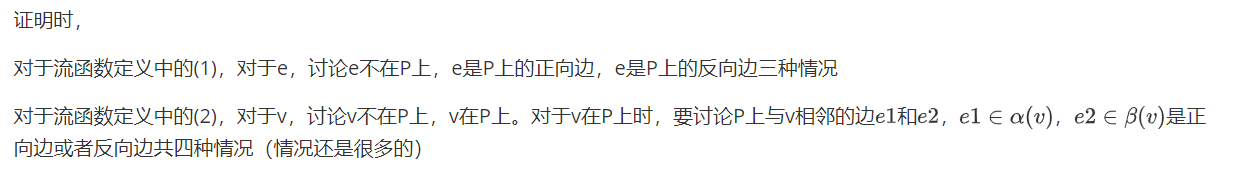 证明时，
对于流函数定义中的(1)，对于e，讨论e不在P上，e是P上的正向边，e是P上的反向边三种情况
对于流函数定义中的(2)，对于v，讨论v不在P上，v在P上。对于v在P上时，要讨论P上与v相邻的边e1和e2，e1 ∈ α(v)，e2 ∈ β(v)是正
向边或者反向边共四种情况（情况还是很多的）